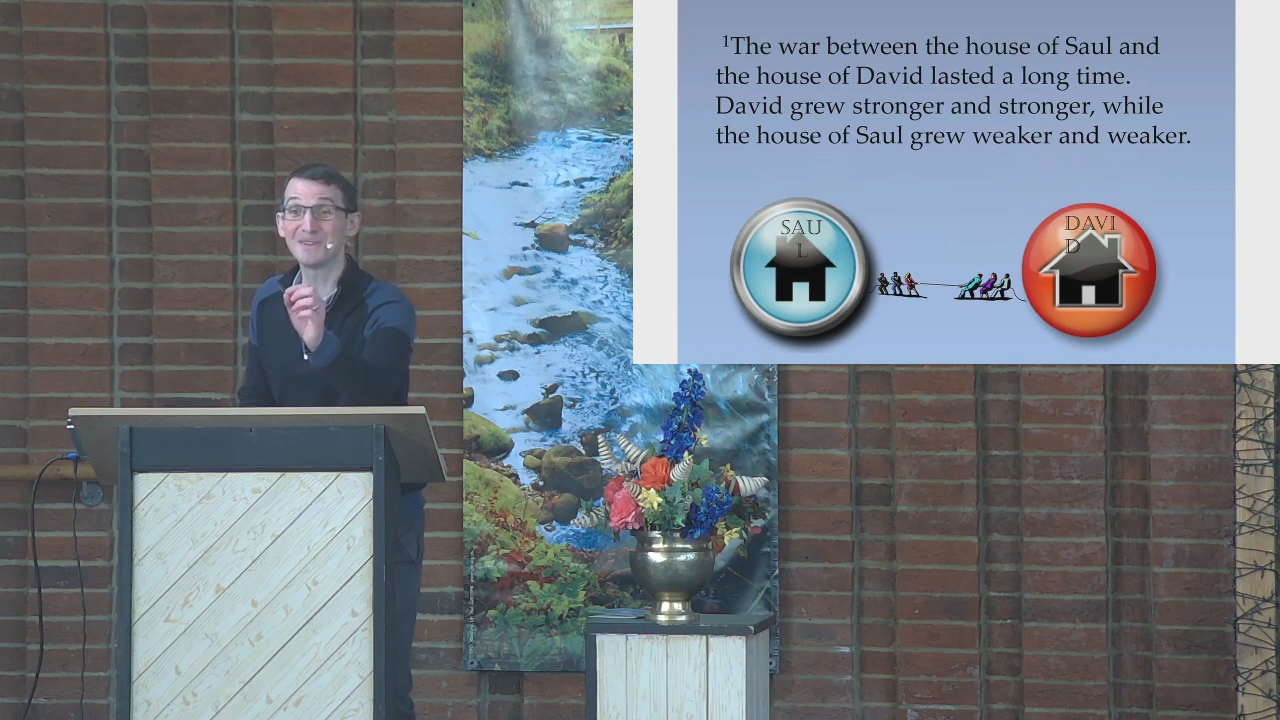 ¹The war between the house of Saul and
the house of David lasted a long time.
David grew stronger and stronger, while
the house of Saul grew weaker and weaker.
SAU
L
DAVI
D